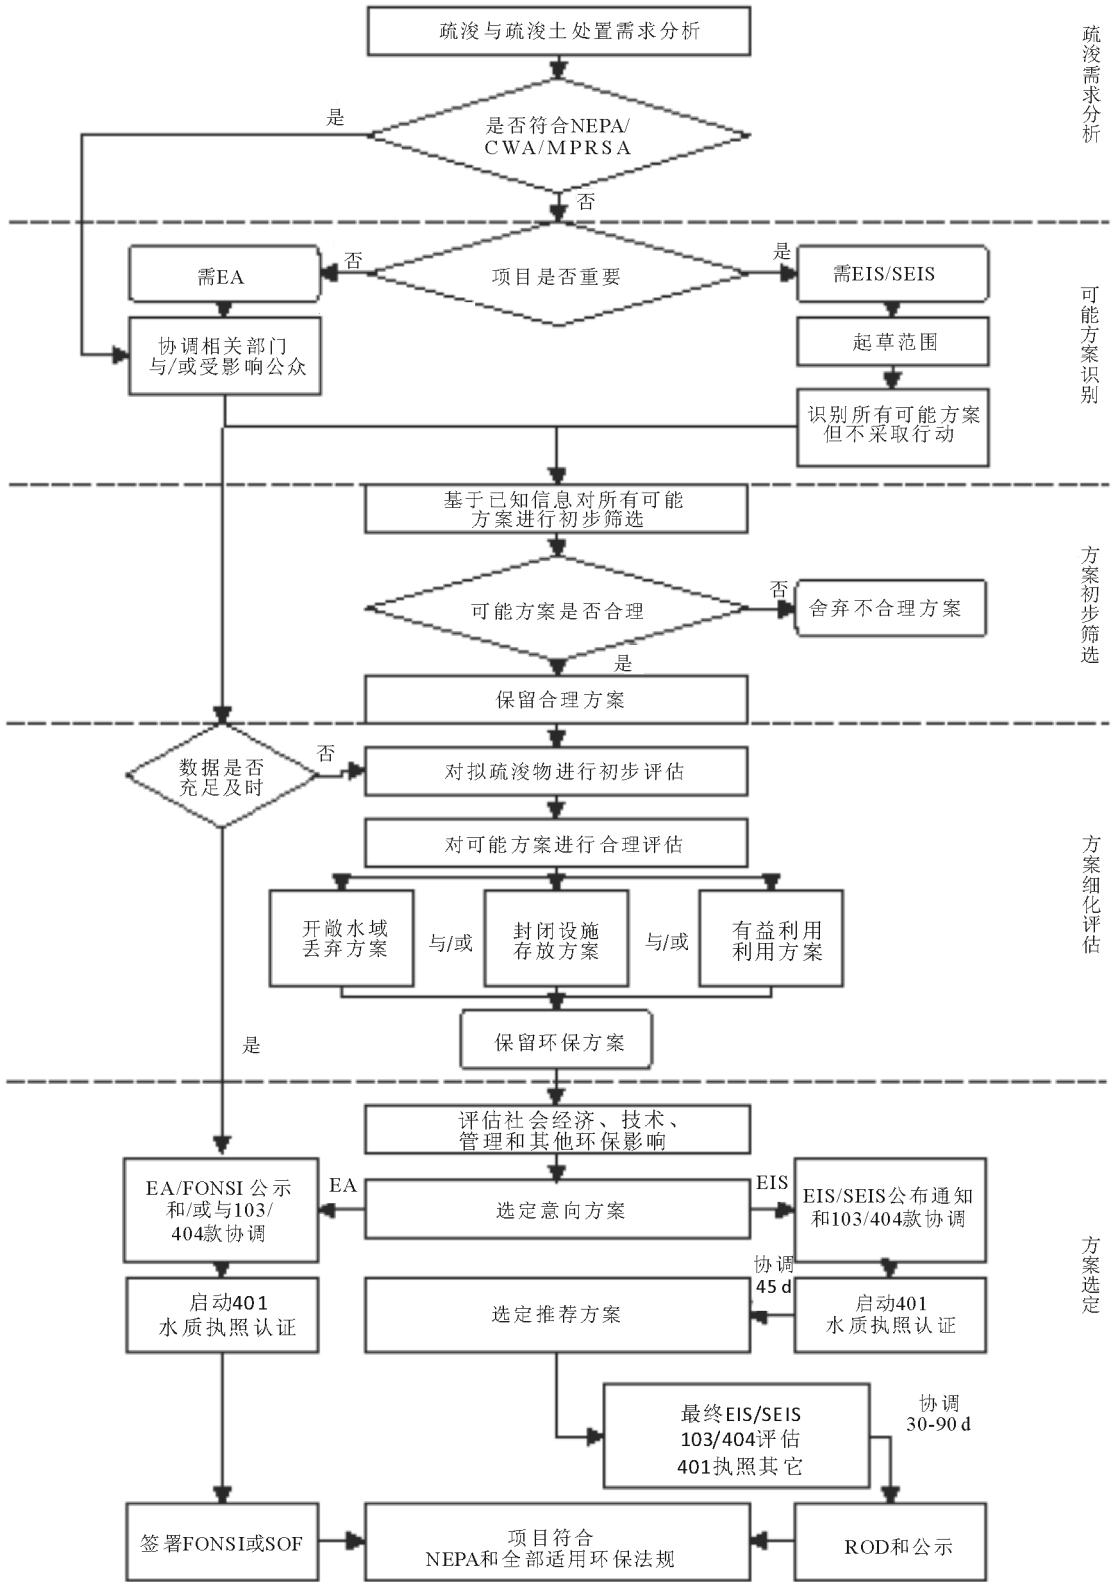 疏浚与疏浚土处置需求分析
疏浚需求分析
是
是否符合NEPA/
CWA/MPRSA
否
需EA
否
项目是否重要
是
需EIS/SEIS
可能方案识别
协调相关部门
与/或受影响公众
起草范围
识别所有可能方案
但不采取行动
基于已知信息对所有可能
方案进行初步筛选
方案初步筛选
可能方案是否合理
否
舍弃不合理方案
是
保留合理方案
数据是否
充足及时
否
对拟疏浚物进行初步评估
对可能方案进行合理评估
方案细化评估
开敞水域
丢弃方案
与/或
封闭设施
存放方案
与/或
有益利用
利用方案
是
保留环保方案
评估社会经济、技术、
管理和其他环保影响
EA/FONSI 公示
和/或与103/
404款协调
EA
选定意向方案
EIS
EIS/SEIS公布通知
和103/404款协调
方案选定
启动401
水质执照认证
选定推荐方案
协调
45 d
启动401
水质执照认证
最终EIS/SEIS
103/404评估
401执照其它
协调
30-90 d
签署FONSI或SOF
项目符合
NEPA和全部适用环保法规
ROD和公示